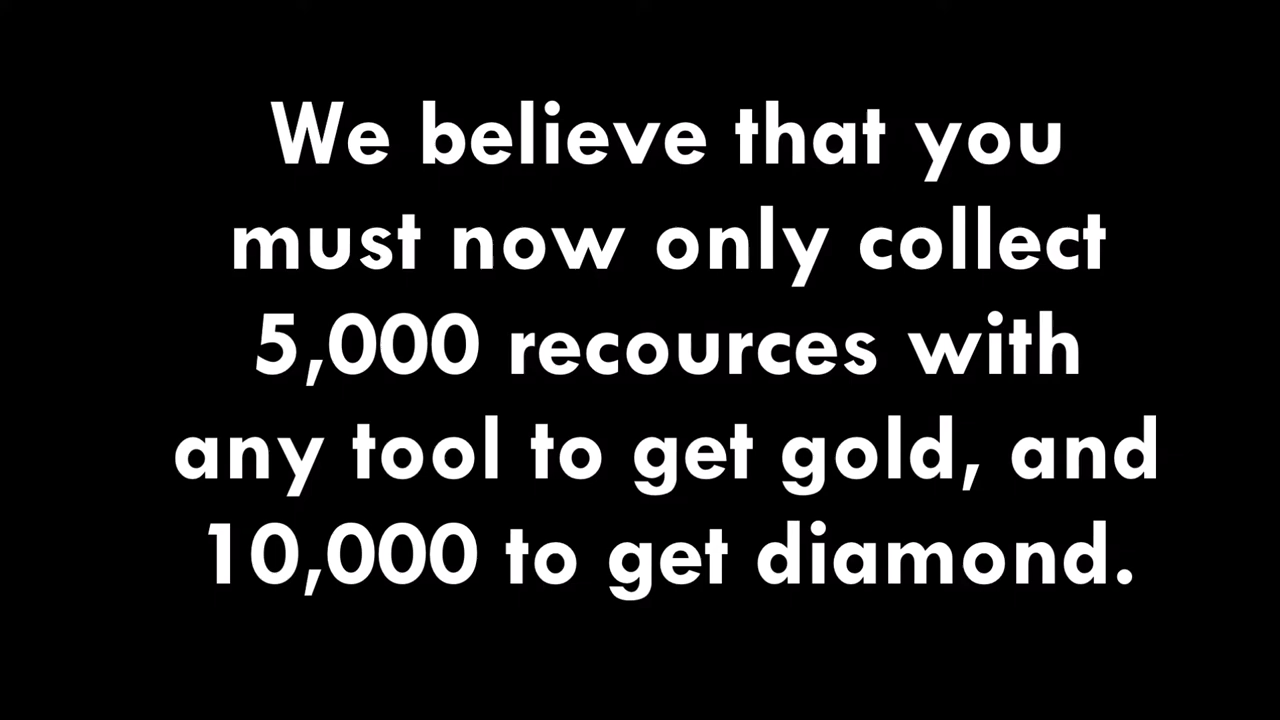 We believe that you
must now only collect
5,000 recources with
any tool to get gold, and
10,000 to get diamond.